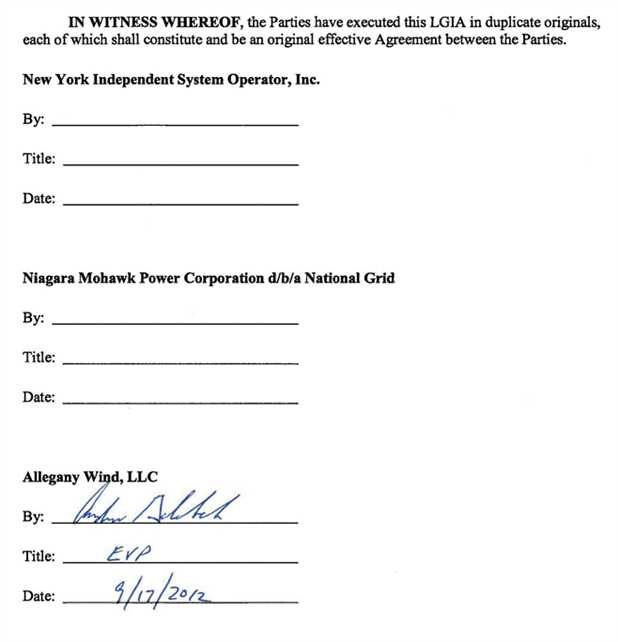 IN WITNESS WHEREOF, the Parties have executed this LGIA in duplicate originals,
each of which shall constitute and be an original effective Agreement between the Parties.
New York Independent System Operator, Inc.
By:
Title:
Date:
Niagara Mohawk Power Corporation d/b/a National Grid
By:
Title:
Date:
Allegany Wind, LLC
By:
Title: EVP
Date: 9/17/2012